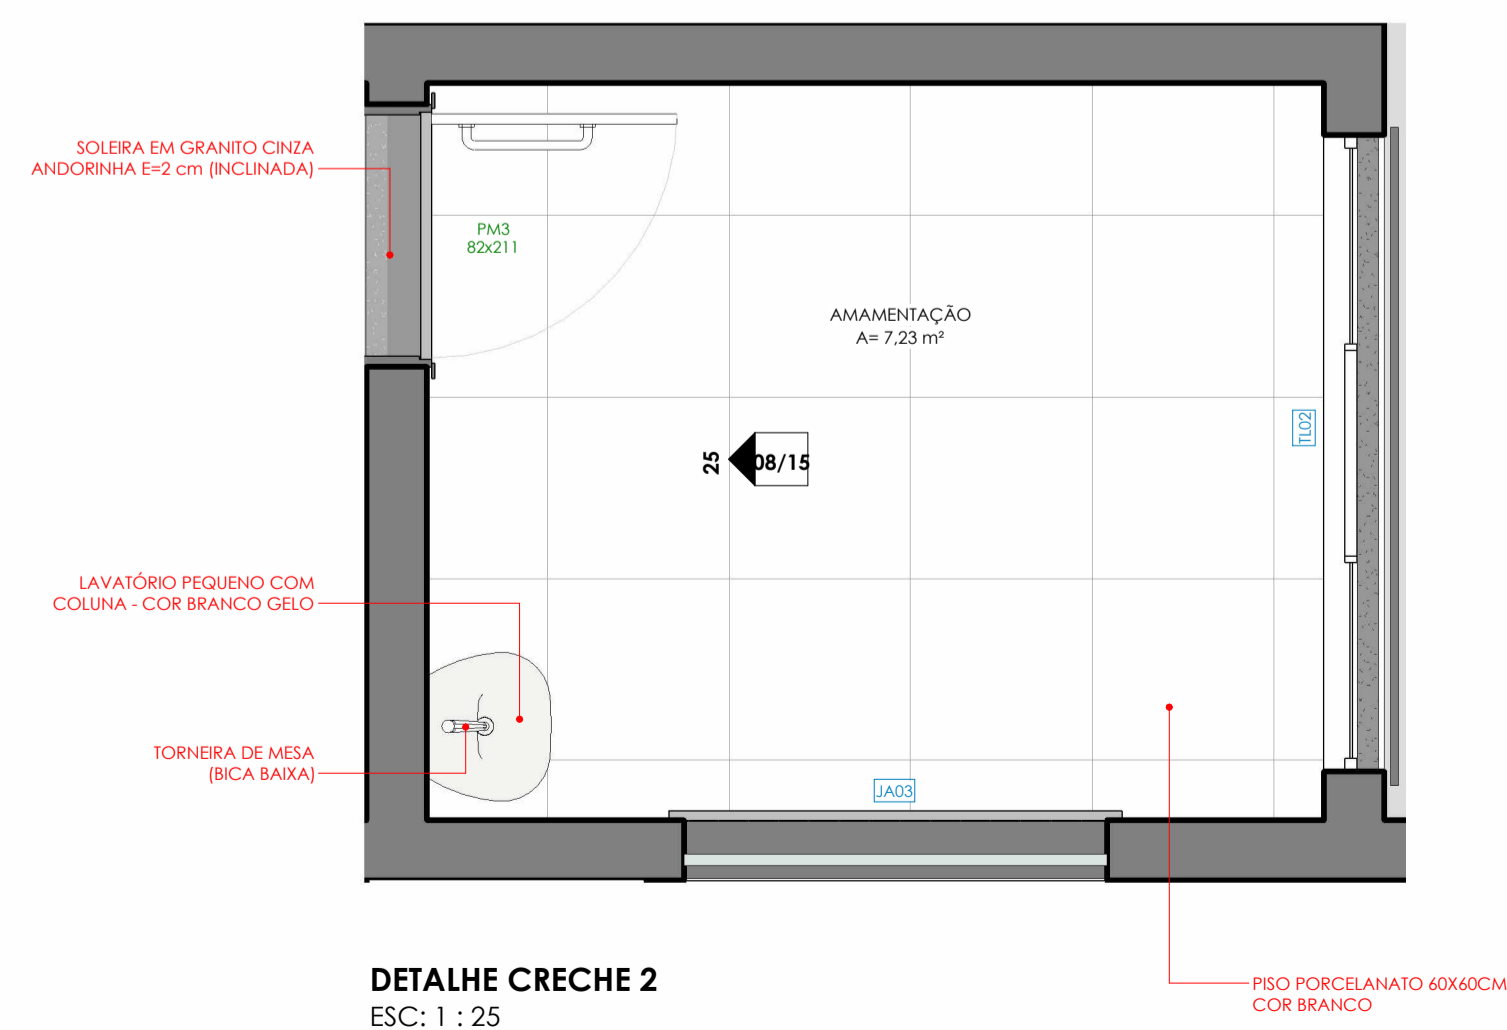 SOLEIRA EM GRANITO CINZA
ANDORINHA E=2 cm (INCLINADA)
PM3
82x211
AMAMENTAÇÃO
A= 7,23 m²
TL02
25
08/15
LAVATÓRIO PEQUENO COM
COLUNA - COR BRANCO GELO
TORNEIRA DE MESA
(BICA BAIXA)
JA03
DETALHE CRECHE 2
ESC: 1 : 25
PISO PORCELANATO 60X60CM
COR BRANCO